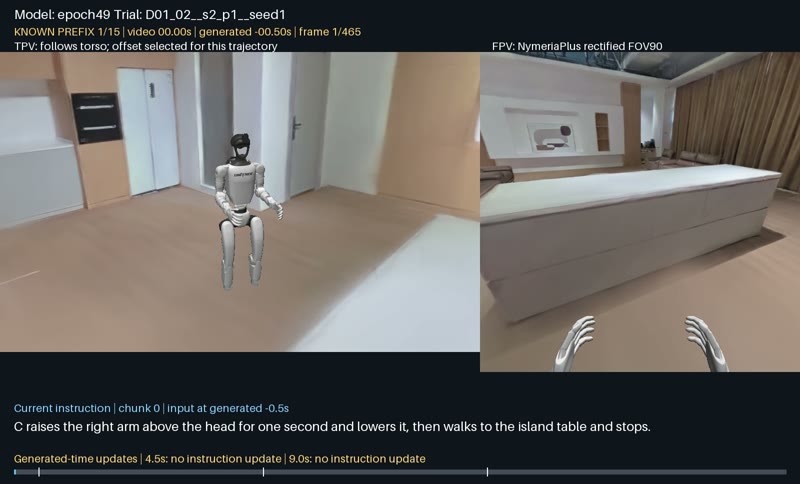 Model: epoch49 Trial: D01_02__s2_p1__seed1
KNOWN PREFIX 1/15 | video 00.00s | generated -00.50s | frame 1/465
TPV: follows torso; offset selected for this trajectory
FPV: NymeriaPlus rectified FOV90
Current instruction | chunk 0 | input at generated -0.5s
C raises the right arm above the head for one second and lowers it, then walks to the island table and stops.
Generated-time updates | 4.5s: no instruction update | 9.0s: no instruction update